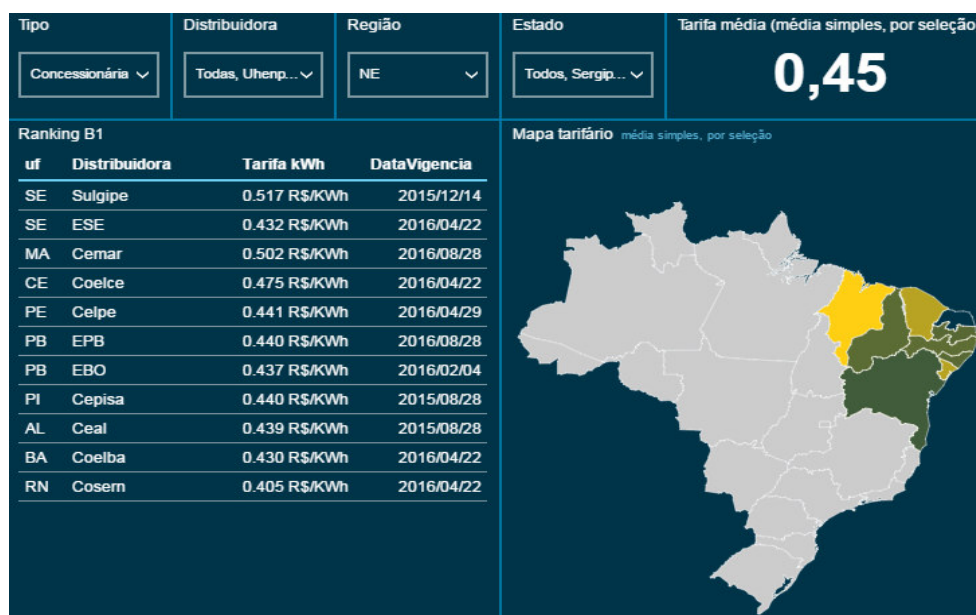 Tipo
Concessionária
Distribuidora
Todas, Uhenp...
Região
NE
Estado
Todos, Sergip...
Tarifa média (média simples, por seleção
0,45
Ranking B1
uf Distribuidora Tarifa kWh DataVigencia
SE Sulgipe 0.517 R$/KWh 2015/12/14
SE ESE 0.432 R$/KWh 2016/04/22
MA Cemar 0.502 R$/KWh 2016/08/28
CE Coelce 0.475 R$/KWh 2016/04/22
PE Celpe 0.441 R$/KWh 2016/04/29
PB EPB 0.440 R$/KWh 2016/08/28
PB EBO 0.437 R$/KWh 2016/02/04
PI Cepisa 0.440 R$/KWh 2015/08/28
AL Ceal 0.439 R$/KWh 2015/08/28
BA Coelba 0.430 R$/KWh 2016/04/22
RN Cosern 0.405 R$/KWh 2016/04/22
Mapa tarifário média simples, por seleção